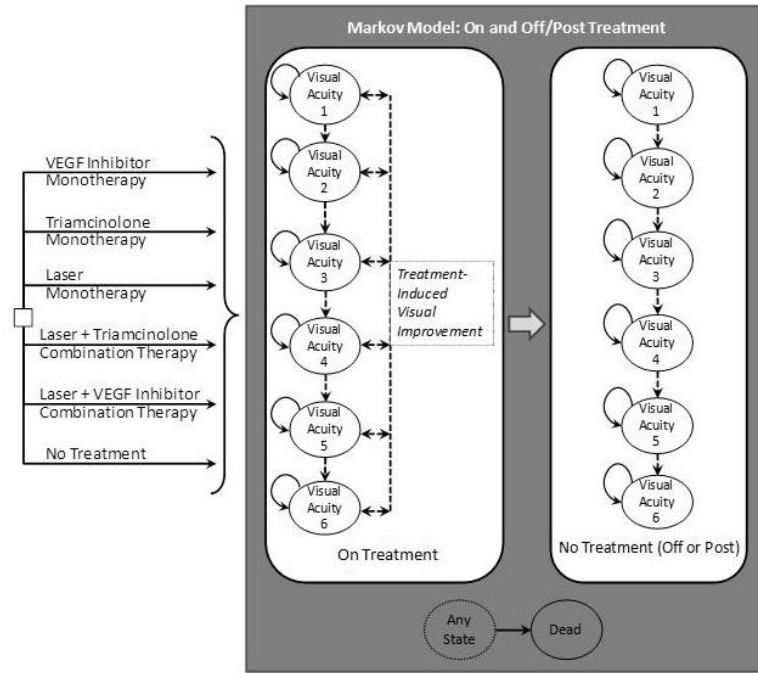 Markov Model: On and Off/Post Treatment
VEGF Inhibitor
Monotherapy
Triamcinolone
Monotherapy
Laser
Monotherapy
Laser + Triamcinolone
Combination Therapy
Laser + VEGF Inhibitor
Combination Therapy
No Treatment
Visual
Acuity
1
Visual
Acuity
2
Visual
Acuity
3
Visual
Acuity
4
Visual
Acuity
5
Visual
Acuity
6
Treatment-
Induced
Visual
Improvement
On Treatment
Visual
Acuity
1
Visual
Acuity
2
Visual
Acuity
3
Visual
Acuity
4
Visual
Acuity
5
Visual
Acuity
6
No Treatment (Off or Post)
Any
State
Dead